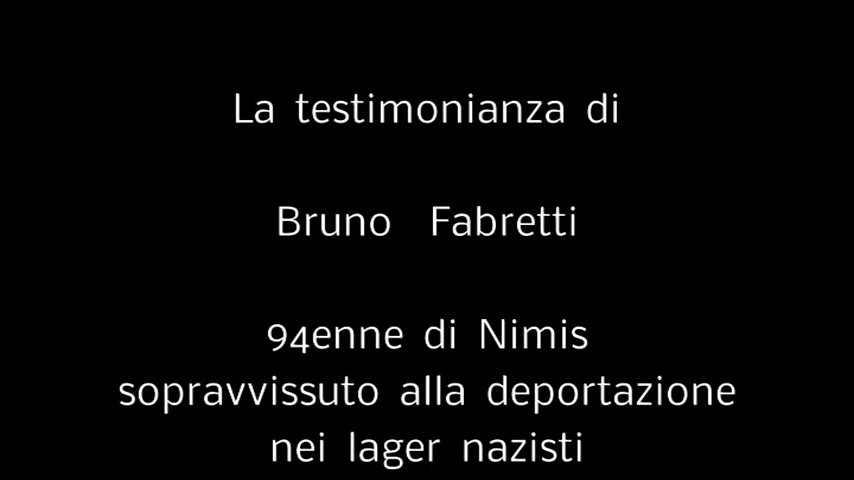 La testimonianza di
Bruno Fabretti
94enne di Nimis
sopravvissuto alla deportazione
nei lager nazisti